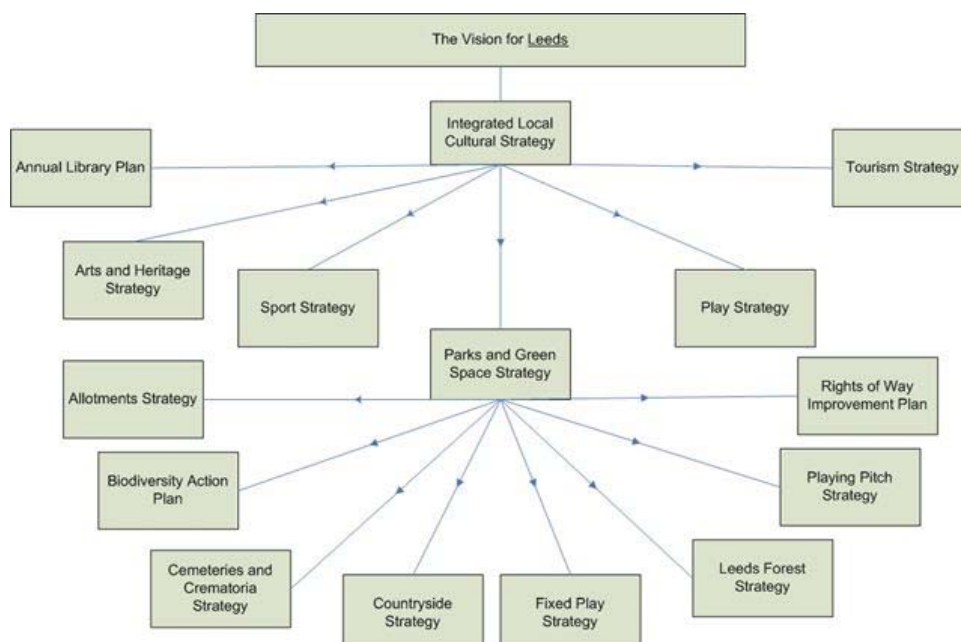 The Vision for Leeds
Integrated Local
Cultural Strategy
Annual Library Plan
Tourism Strategy
Arts and Heritage
Strategy
Sport Strategy
Play Strategy
Parks and Green
Space Strategy
Allotments Strategy
Rights of Way
Improvement Plan
Biodiversity Action
Plan
Playing Pitch
Strategy
Cemeteries and
Crematoria
Strategy
Countryside
Strategy
Fixed Play
Strategy
Leeds Forest
Strategy